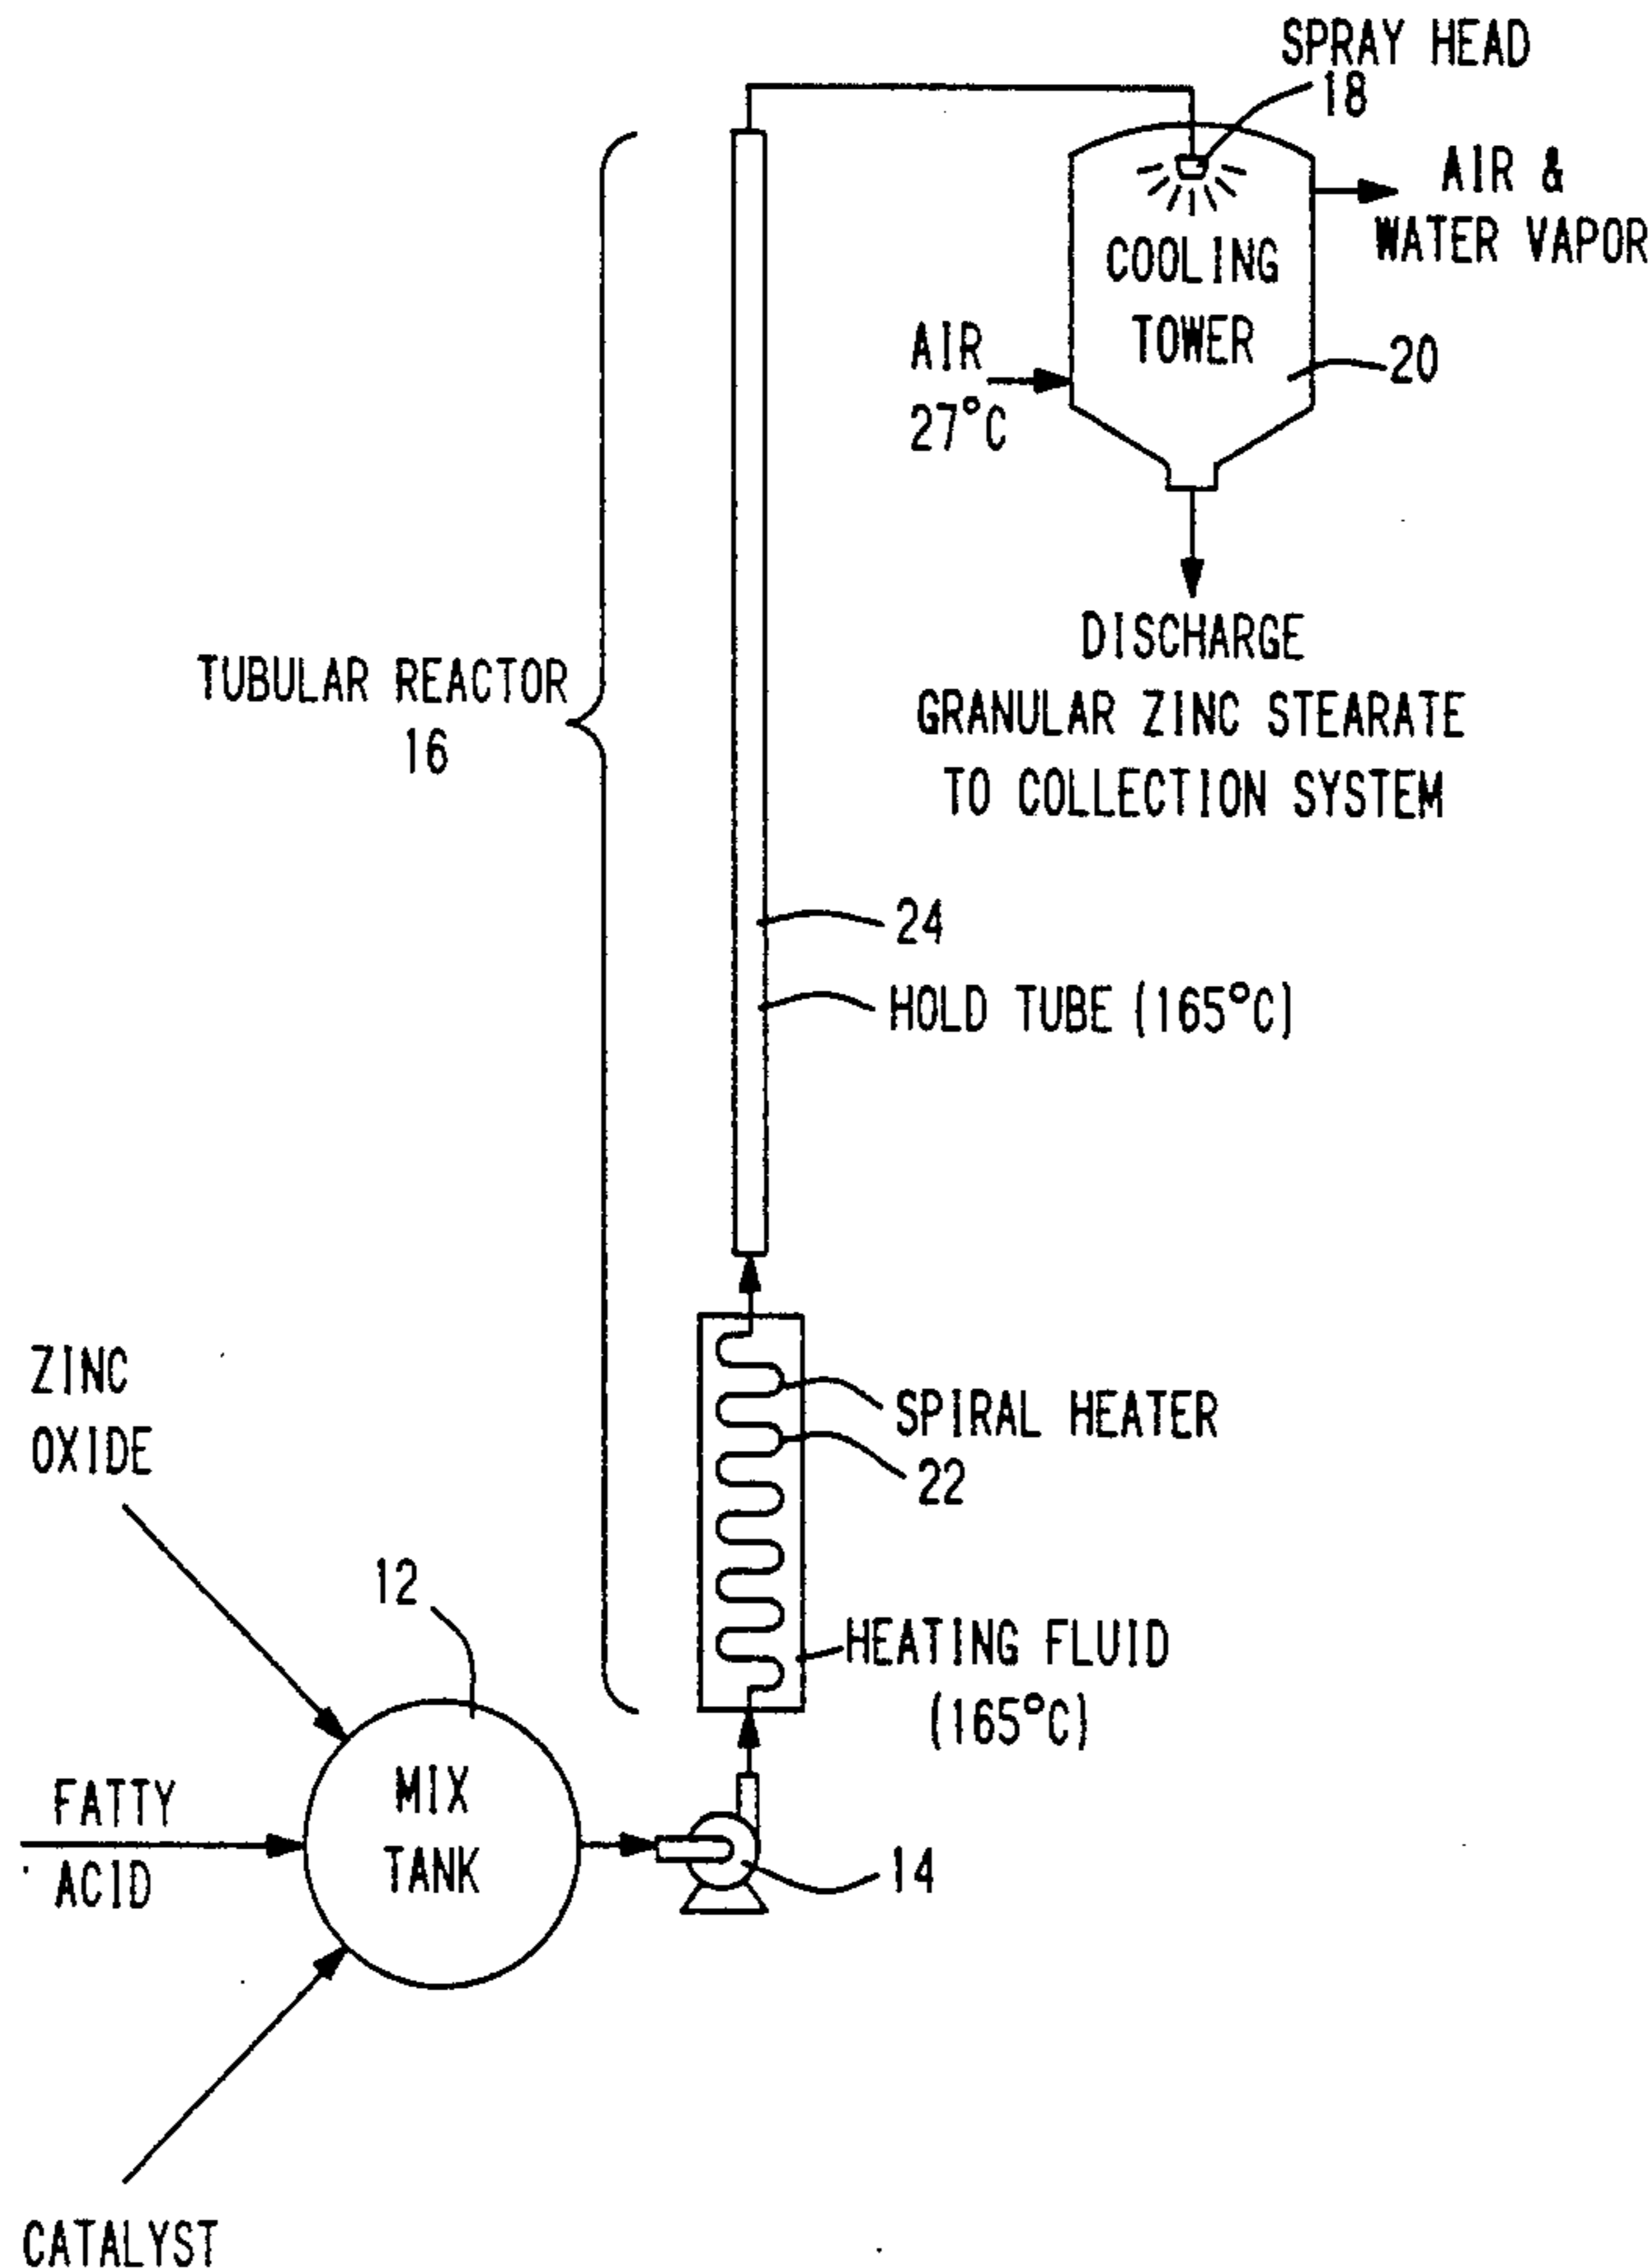 SPRAY HEAD
18
AIR &
WATER VAPOR
COOLING
TOWER
AIR
27°C
20
DISCHARGE
GRANULAR ZINC STEARATE
TO COLLECTION SYSTEM
TUBULAR REACTOR
16
24
HOLD TUBE (165°C)
SPIRAL HEATER
22
HEATING FLUID
(165°C)
ZINC
OXIDE
12
FATTY
ACID
MIX
TANK
14
CATALYST